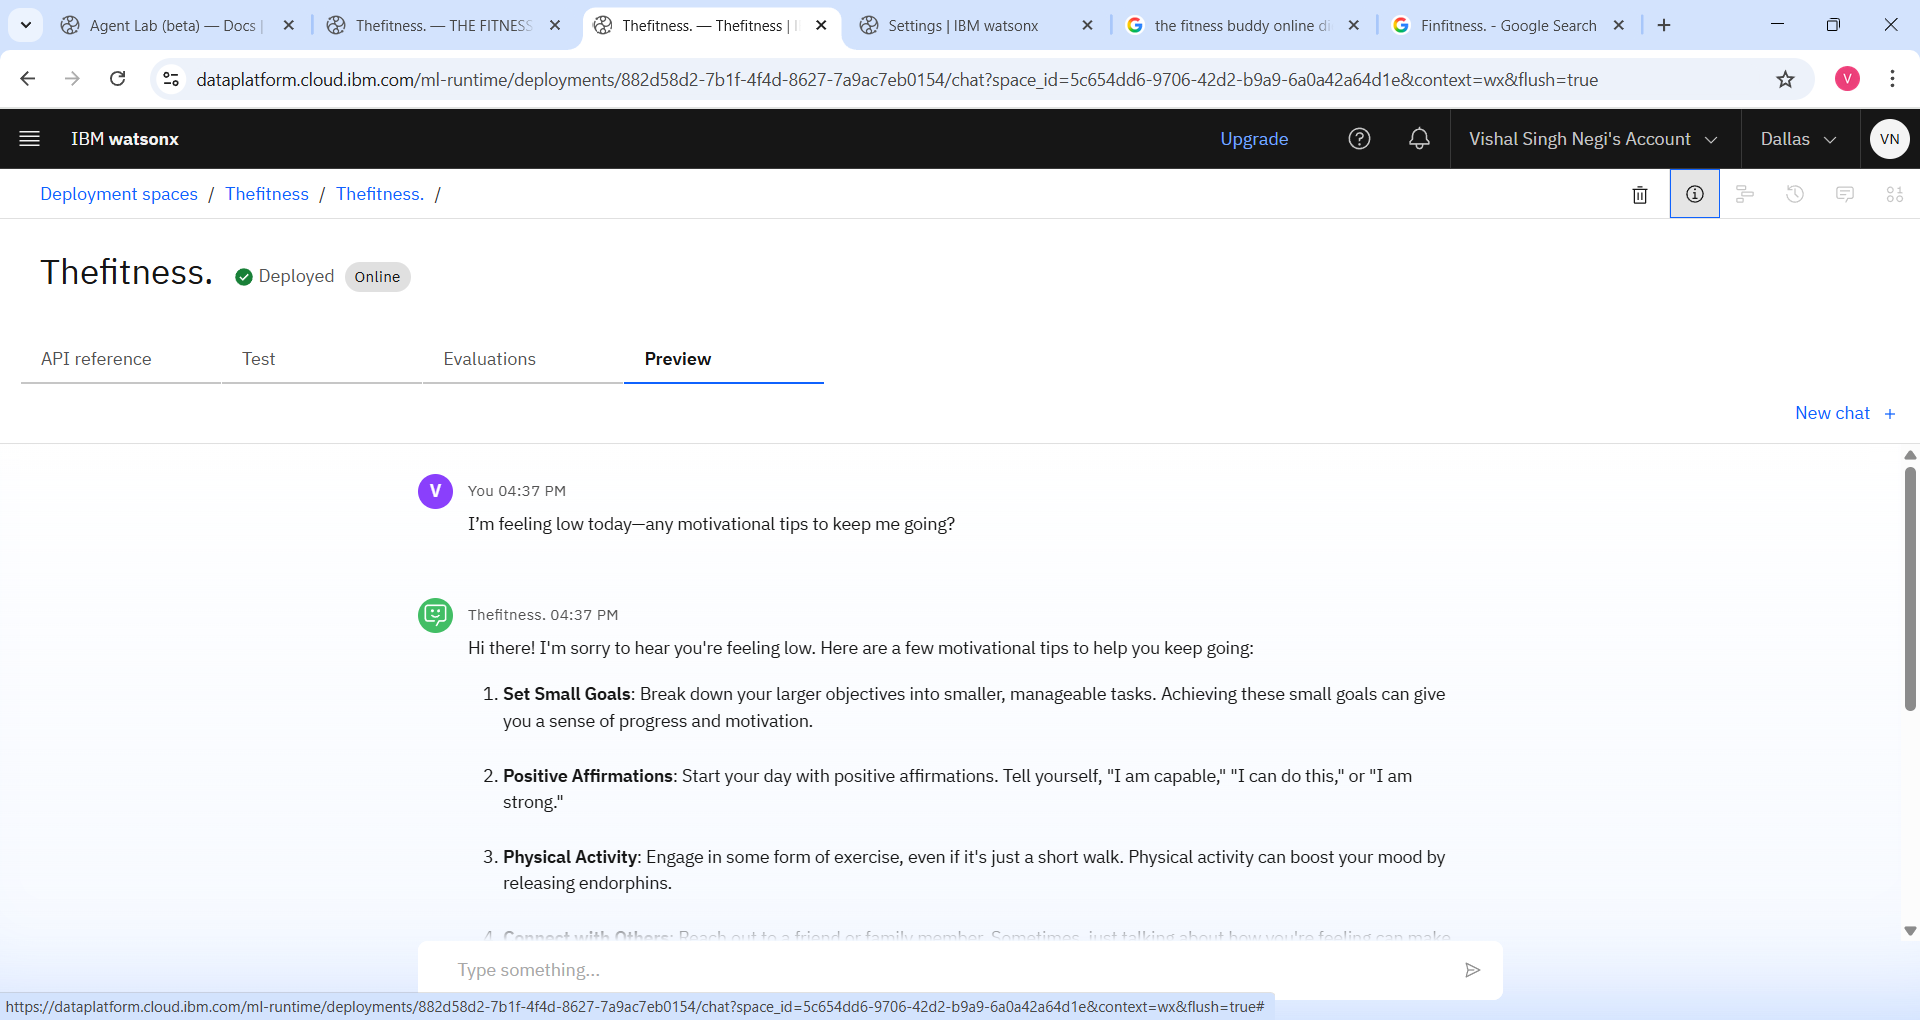 Agent Lab (beta) — Docs |
Thefitness. — THE FITNESS
Thefitness. — Thefitness | I
Settings | IBM watsonx
the fitness buddy online di
Finfitness. - Google Search
dataplatform.cloud.ibm.com/ml-runtime/deployments/882d58d2-7b1f-4f4d-8627-7a9ac7eb0154/chat?space_id=5c654dd6-9706-42d2-b9a9-6a0a42a64d1e&context=wx&flush=true
V
IBM watsonx
Upgrade
Vishal Singh Negi's Account
Dallas
VN
Deployment spaces / Thefitness / Thefitness. /
Thefitness.
Deployed
Online
API reference
Test
Evaluations
Preview
New chat +
V
You 04:37 PM
I'm feeling low today—any motivational tips to keep me going?
Thefitness. 04:37 PM
Hi there! I'm sorry to hear you're feeling low. Here are a few motivational tips to help you keep going:
1. Set Small Goals: Break down your larger objectives into smaller, manageable tasks. Achieving these small goals can give
you a sense of progress and motivation.
2. Positive Affirmations: Start your day with positive affirmations. Tell yourself, "I am capable," "I can do this," or "I am
strong."
3. Physical Activity: Engage in some form of exercise, even if it's just a short walk. Physical activity can boost your mood by
releasing endorphins.
4. Connect with Others: Reach out to a friend or family member. Sometimes, just talking about how you're feeling can make
Type something...
https://dataplatform.cloud.ibm.com/ml-runtime/deployments/882d58d2-7b1f-4f4d-8627-7a9ac7eb0154/chat?space_id=5c654dd6-9706-42d2-b9a9-6a0a42a64d1e&context=wx&flush=true#